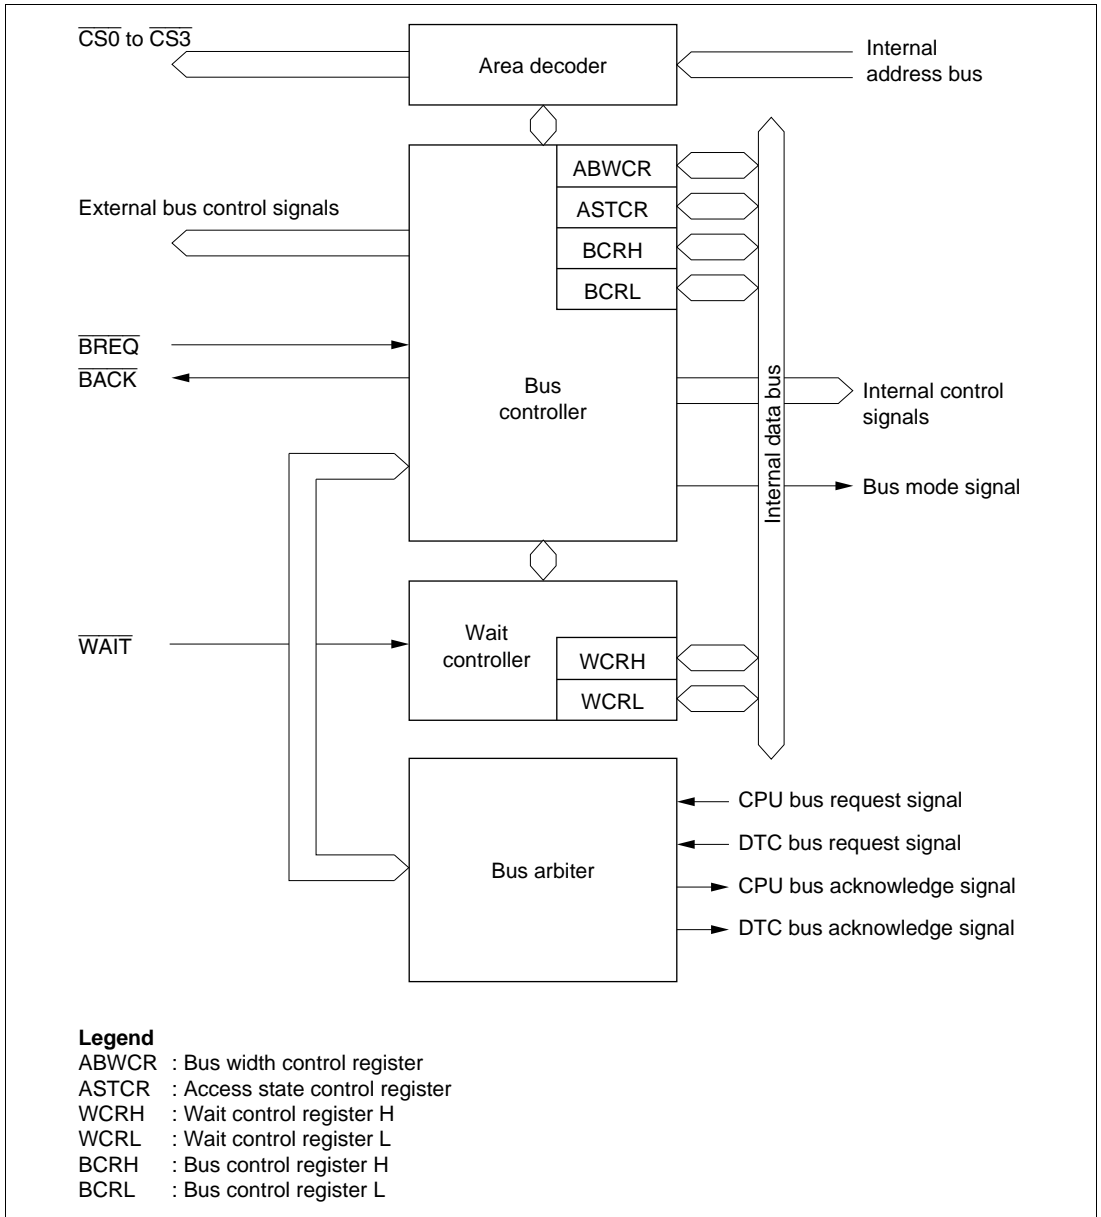 CS0 to CS3
Area decoder
Internal
address bus
ABWCR
ASTCR
BCRH
BCRL
External bus control signals
BREQ
BACK
Bus
controller
Internal data bus
Internal control
signals
Bus mode signal
WAIT
Wait
controller
WCRH
WCRL
Bus arbiter
CPU bus request signal
DTC bus request signal
CPU bus acknowledge signal
DTC bus acknowledge signal
Legend
ABWCR : Bus width control register
ASTCR : Access state control register
WCRH : Wait control register H
WCRL : Wait control register L
BCRH : Bus control register H
BCRL : Bus control register L